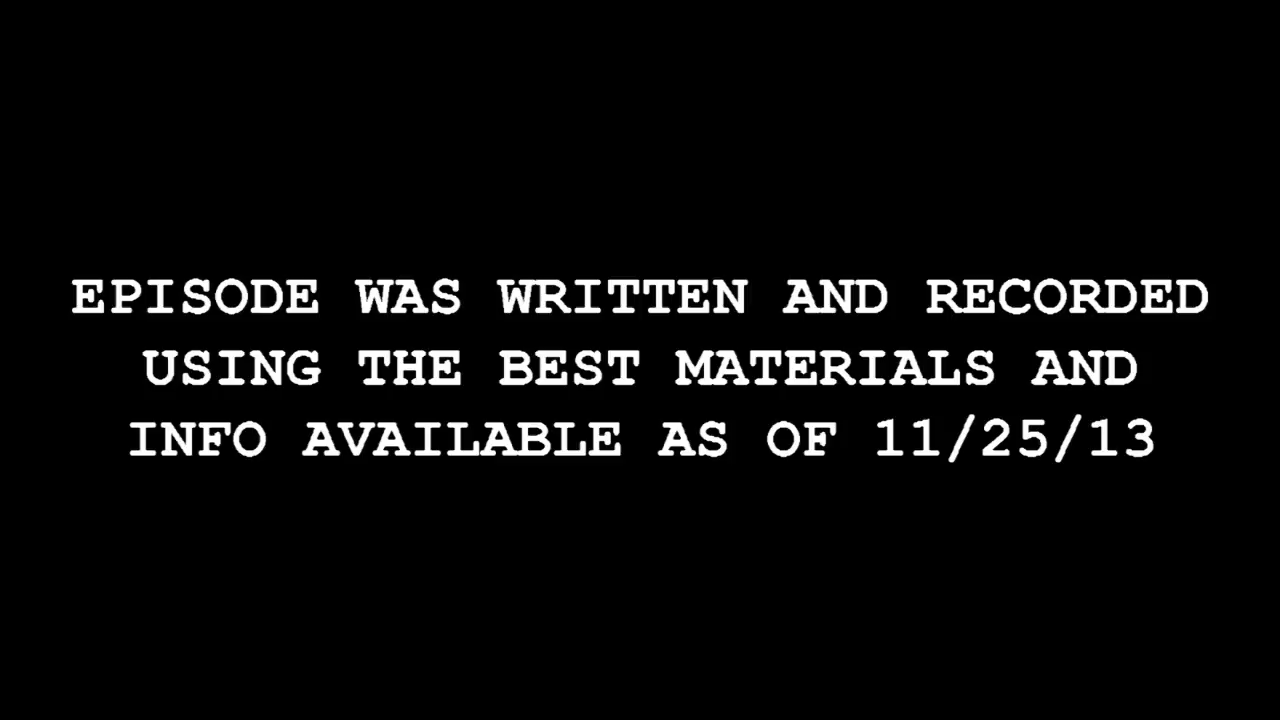 EPISODE WAS WRITTEN AND RECORDED
USING THE BEST MATERIALS AND
INFO AVAILABLE AS OF 11/25/13